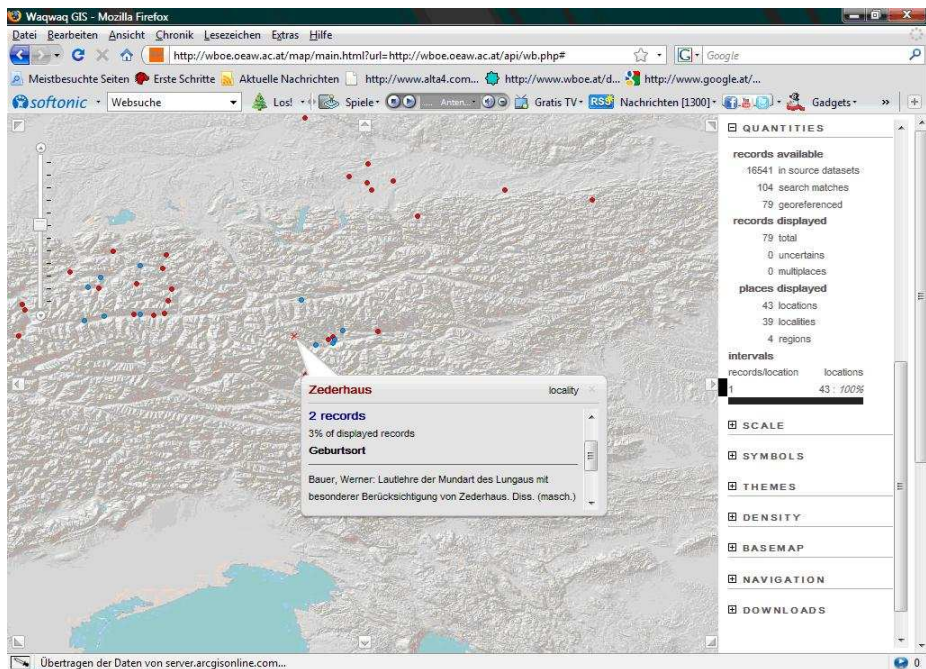 Waqwaq GIS - Mozilla Firefox
Datei Bearbeiten Ansicht Chronik Lesezeichen Extras Hilfe
http://wboe.oeaw.ac.at/map/main.html?url=http://wboe.oeaw.ac.at/api/wb.php# Google
Meistbesuchte Seiten Erste Schritte Aktuelle Nachrichten http://www.alta4.com... http://www.wboe.at/d... http://www.google.at/...
softonic Websuche Los! Spiele .... Anten... Gratis TV RSS Nachrichten [1300] Gadgets »
QUANTITIES
records available
16541 in source datasets
104 search matches
79 georeferenced
records displayed
79 total
0 uncertains
0 multiplaces
places displayed
43 locations
39 localities
4 regions
intervals
records/location locations
1 43 : 100%
SCALE
SYMBOLS
THEMES
DENSITY
BASEMAP
NAVIGATION
DOWNLOADS
Zederhaus locality
2 records
3% of displayed records
Geburtsort
Bauer, Werner: Lautlehre der Mundart des Lungaus mit
besonderer Berücksichtigung von Zederhaus. Diss. (masch.)
Übertragen der Daten von server.arcgisonline.com... 0